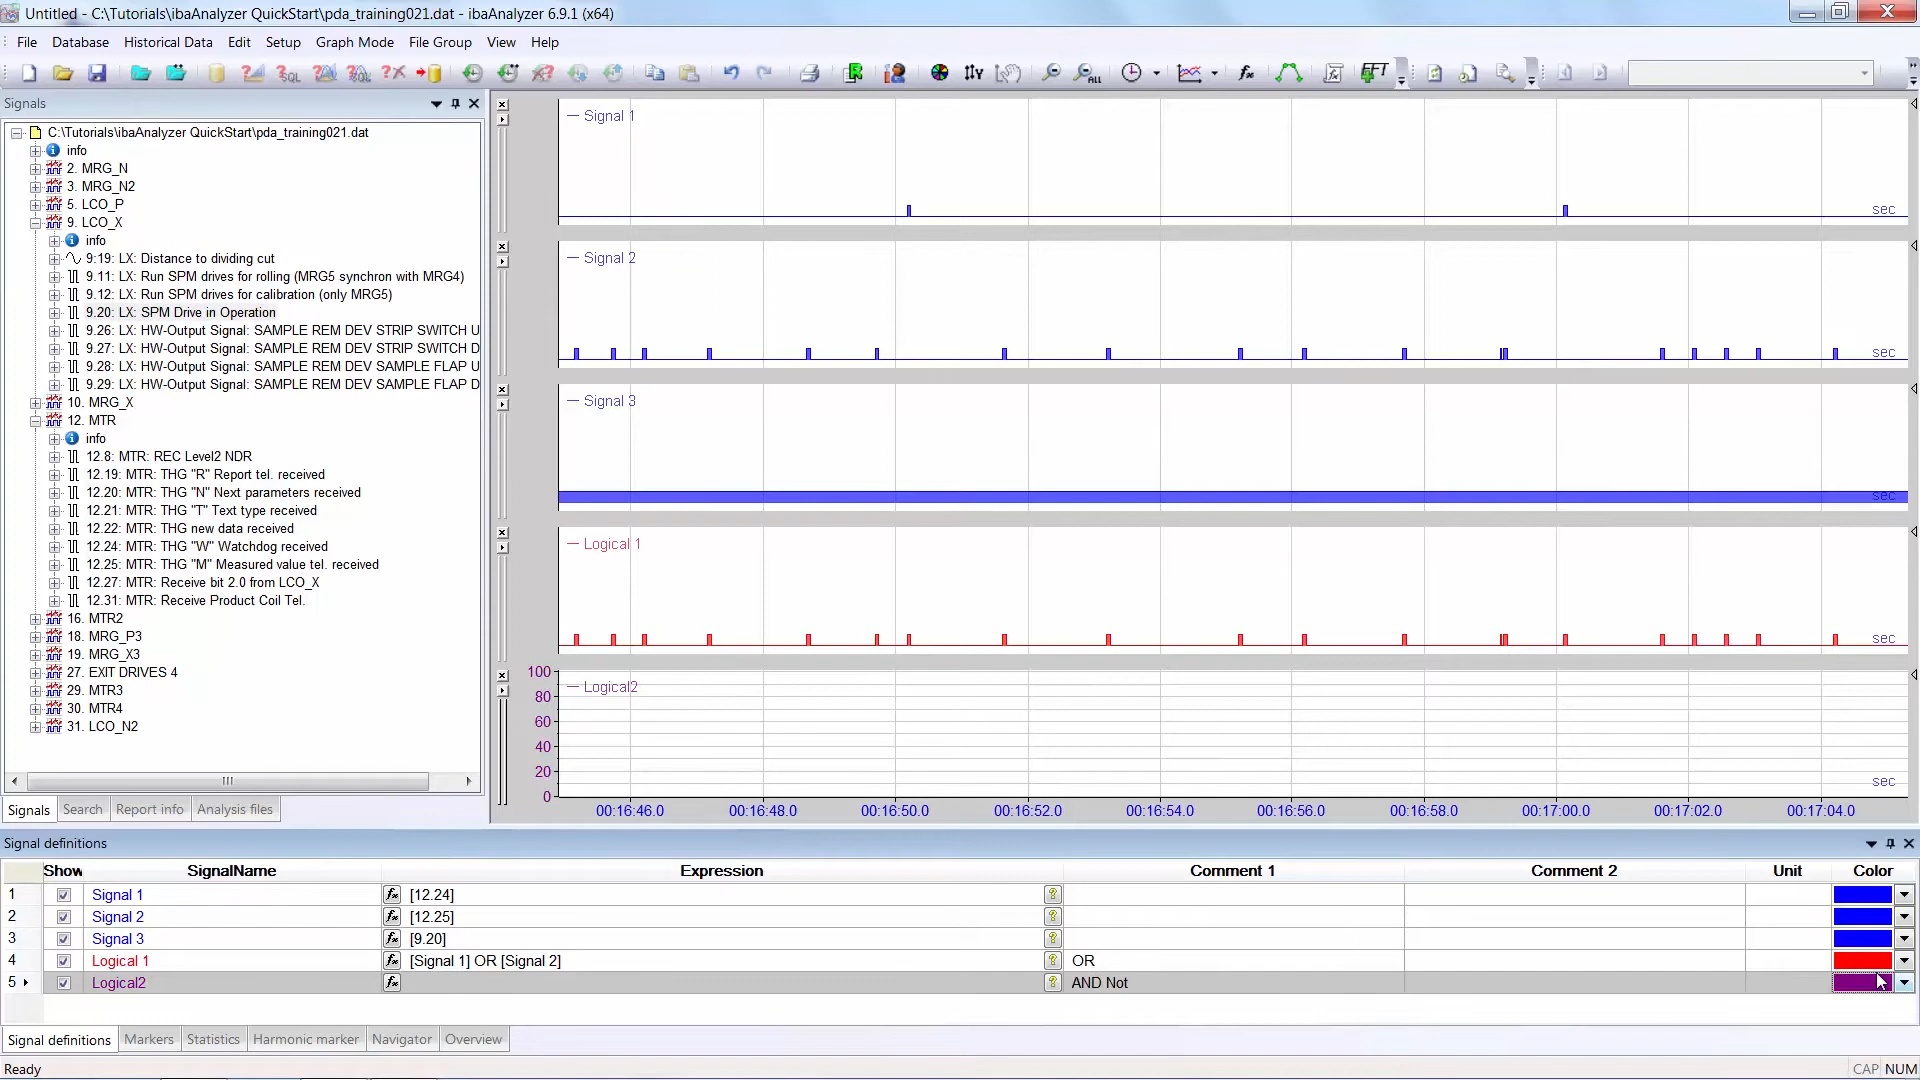 Untitled - C:\Tutorials\ibaAnalyzer QuickStart\pda_training021.dat - ibaAnalyzer 6.9.1 (x64)
File Database Historical Data Edit Setup Graph Mode File Group View Help
Signals
C:\Tutorials\ibaAnalyzer QuickStart\pda_training021.dat
info
2. MRG_N
3. MRG_N2
5. LCO_P
9. LCO_X
info
9:19: LX: Distance to dividing cut
9.11: LX: Run SPM drives for rolling (MRG5 synchron with MRG4)
9.12: LX: Run SPM drives for calibration (only MRG5)
9.20: LX: SPM Drive in Operation
9.26: LX: HW-Output Signal: SAMPLE REM DEV STRIP SWITCH U
9.27: LX: HW-Output Signal: SAMPLE REM DEV STRIP SWITCH D
9.28: LX: HW-Output Signal: SAMPLE REM DEV SAMPLE FLAP U
9.29: LX: HW-Output Signal: SAMPLE REM DEV SAMPLE FLAP D
10. MRG_X
12. MTR
info
12.8: MTR: REC Level2 NDR
12.19: MTR: THG "R" Report tel. received
12.20: MTR: THG "N" Next parameters received
12.21: MTR: THG "T" Text type received
12.22: MTR: THG new data received
12.24: MTR: THG "W" Watchdog received
12.25: MTR: THG "M" Measured value tel. received
12.27: MTR: Receive bit 2.0 from LCO_X
12.31: MTR: Receive Product Coil Tel.
16. MTR2
18. MRG_P3
19. MRG_X3
27. EXIT DRIVES 4
29. MTR3
30. MTR4
31. LCO_N2
Signals Search Report info Analysis files
Signal 1
sec
Signal 2
sec
Signal 3
sec
Logical 1
sec
Logical2
100
80
60
40
20
0
sec
00:16:46.0 00:16:48.0 00:16:50.0 00:16:52.0 00:16:54.0 00:16:56.0 00:16:58.0 00:17:00.0 00:17:02.0 00:17:04.0
Signal definitions
Show SignalName Expression Comment 1 Comment 2 Unit Color
1 Signal 1 fx [12.24] ?
2 Signal 2 fx [12.25] ?
3 Signal 3 fx [9.20] ?
4 Logical 1 fx [Signal 1] OR [Signal 2] ? OR
5 Logical2 fx ? AND Not
Signal definitions Markers Statistics Harmonic marker Navigator Overview
Ready CAP NUM